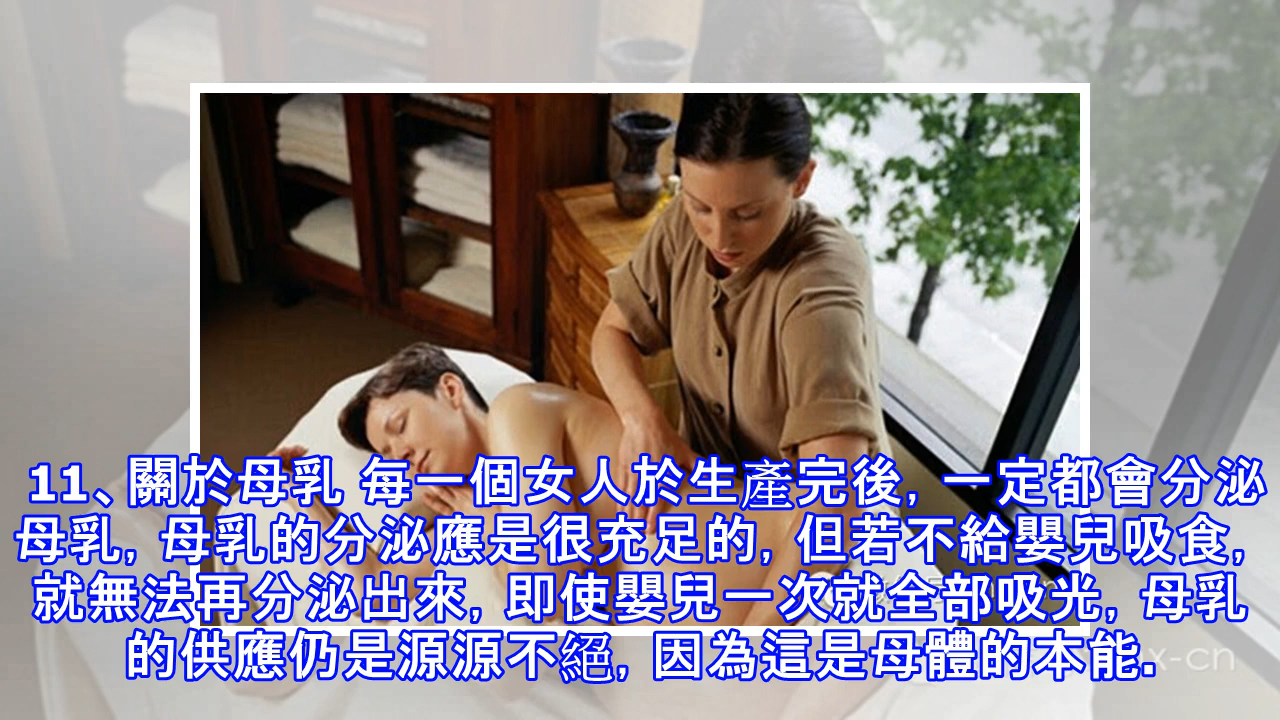 11、關於母乳 每一個女人於生產完後, 一定都會分泌
母乳, 母乳的分泌應是很充足的, 但若不給嬰兒吸食,
就無法再分泌出來, 即使嬰兒一次就全部吸光, 母乳
的供應仍是源源不絕, 因為這是母體的本能.
x-cn